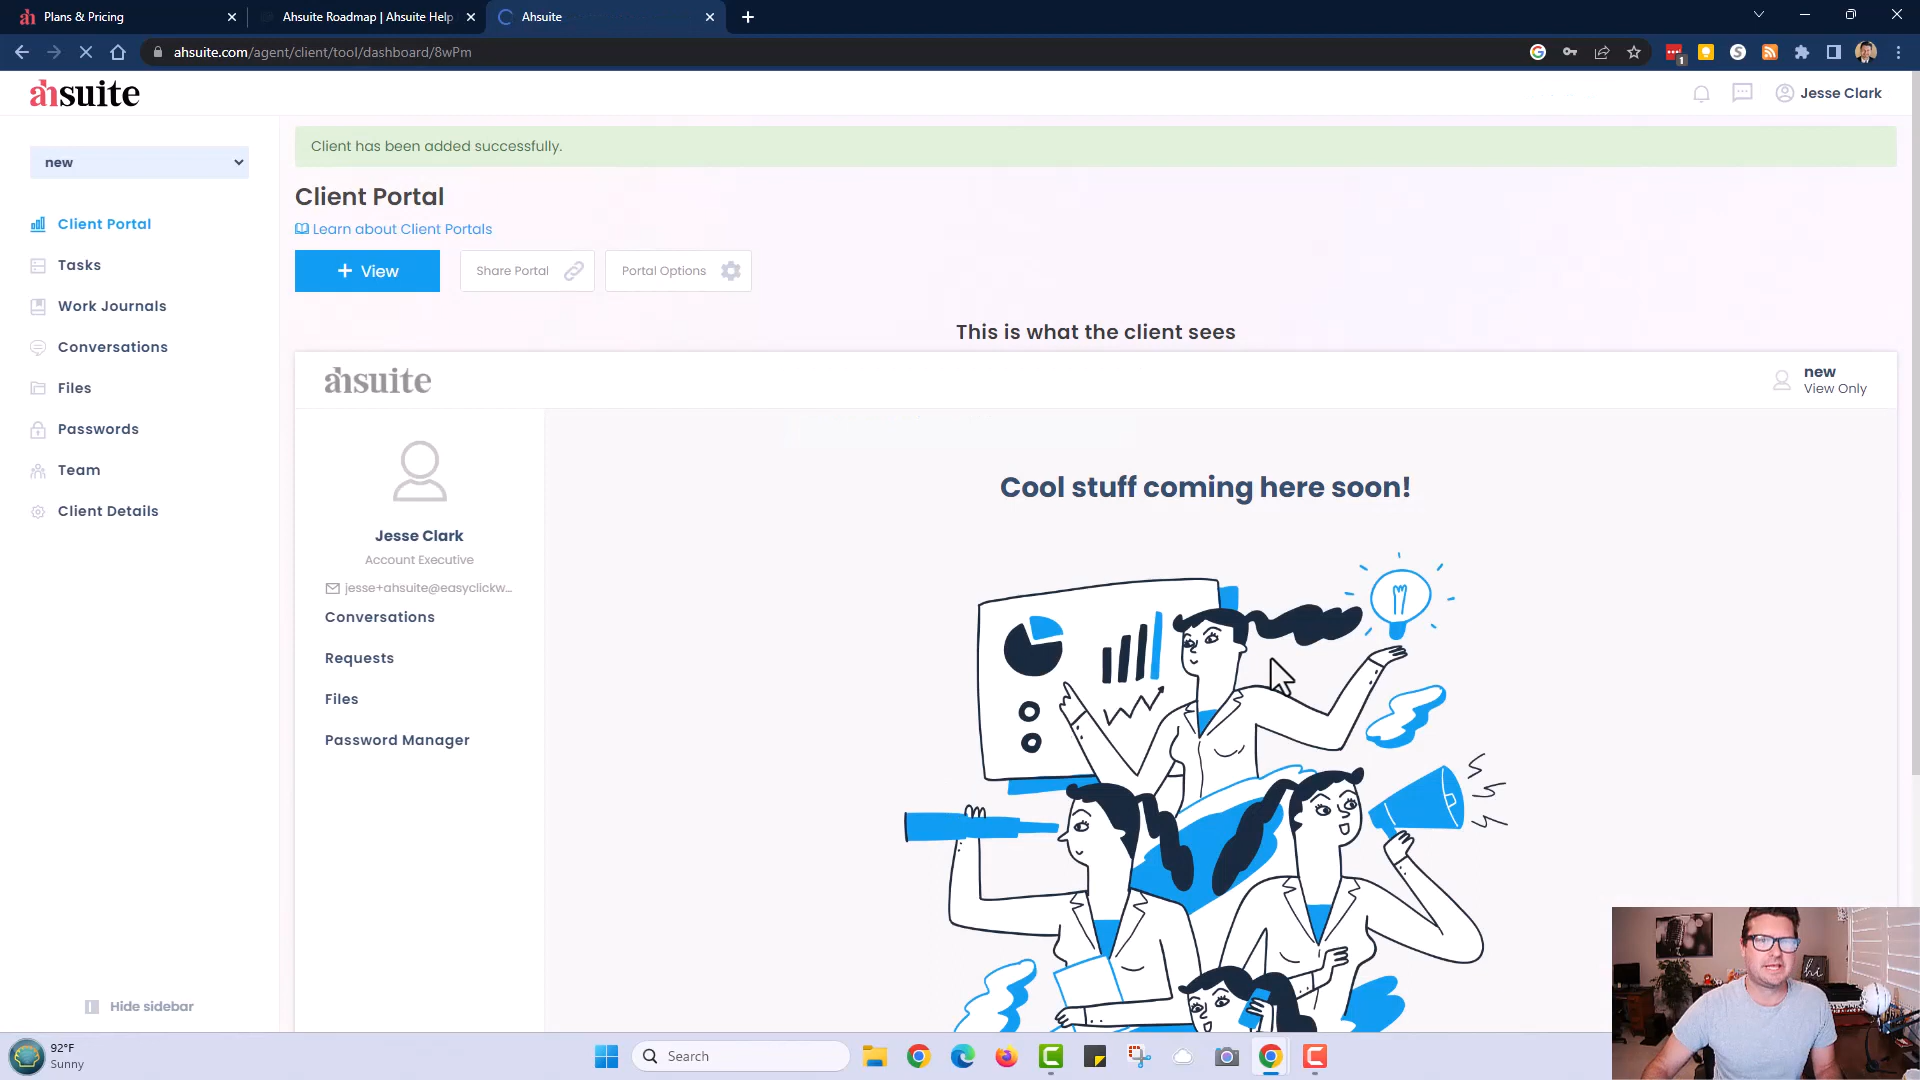 Plans & Pricing
Ahsuite Roadmap | Ahsuite Help
Ahsuite
ahsuite.com/agent/client/tool/dashboard/8wPm
1
ahsuite
Jesse Clark
new
Client has been added successfully.
Client Portal
Learn about Client Portals
+ View
Share Portal
Portal Options
Client Portal
Tasks
Work Journals
Conversations
Files
Passwords
Team
Client Details
Hide sidebar
This is what the client sees
ahsuite
new
View Only
Jesse Clark
Account Executive
jesse+ahsuite@easyclickw...
Conversations
Requests
Files
Password Manager
Cool stuff coming here soon!
hi
92°F
Sunny
Search